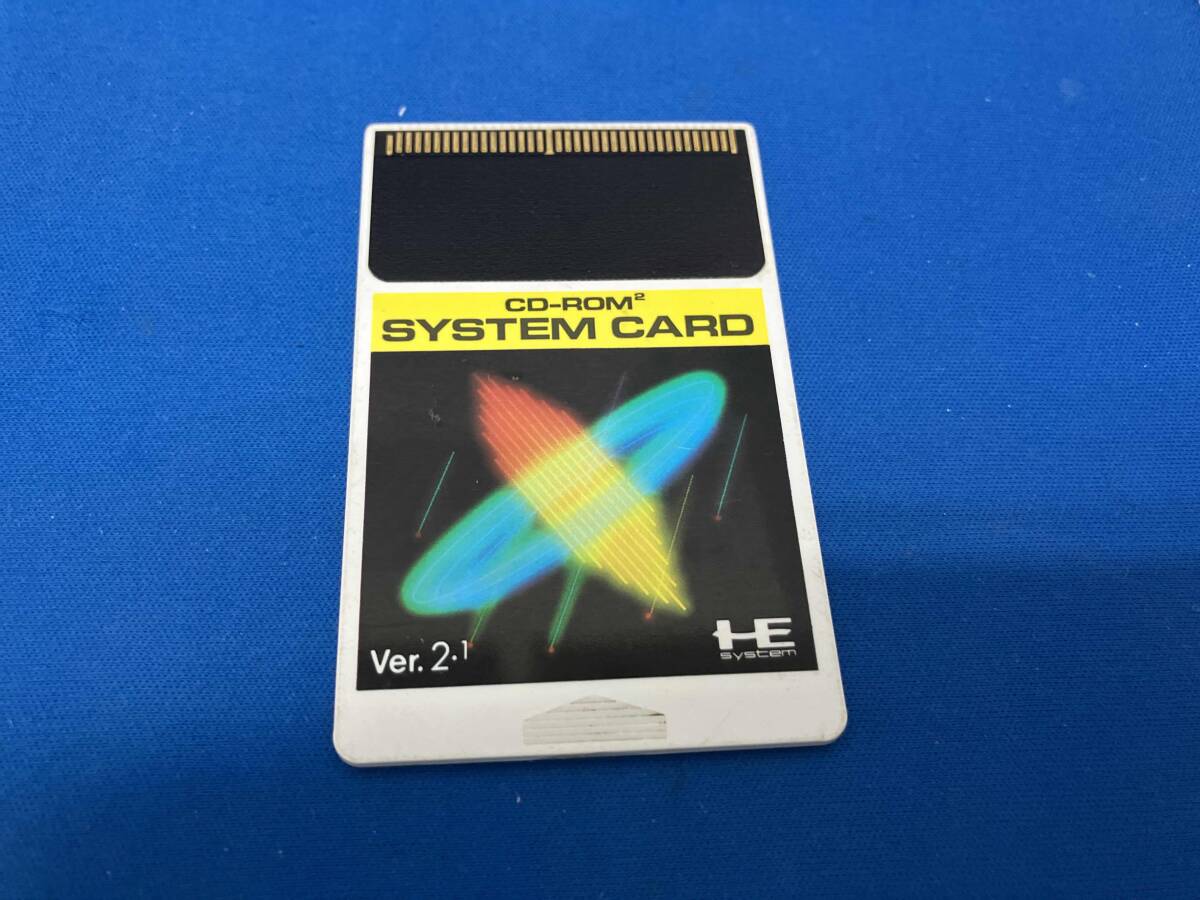 CD-ROM²
SYSTEM CARD
Ver. 2.1
HE
system